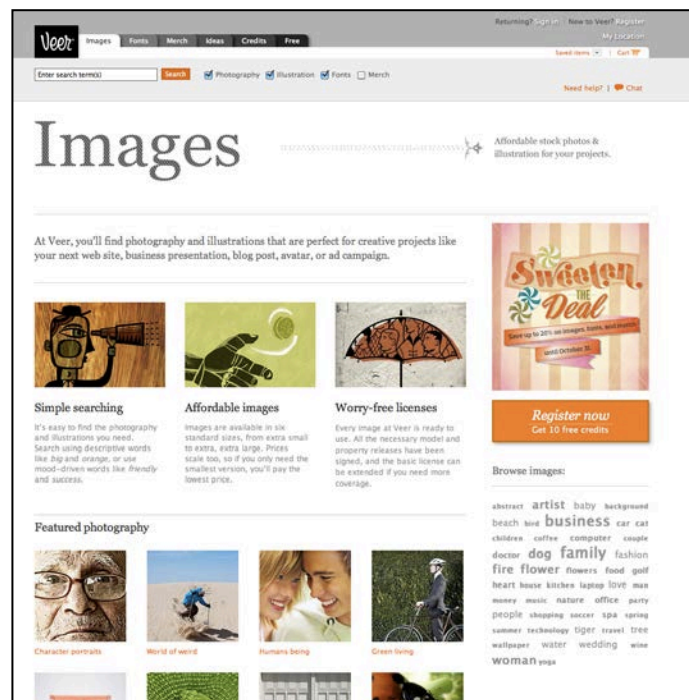 Returning? Sign in New to Veer? Register
Veer
Images Fonts Merch Ideas Credits Free
My Location
Saved items | Cart
Enter search term(s) Search Photography Illustration Fonts Merch
Need help? | Chat
Images
Affordable stock photos &
illustration for your projects.
At Veer, you'll find photography and illustrations that are perfect for creative projects like
your next web site, business presentation, blog post, avatar, or ad campaign.
Sweeten
THE
Deal
Save up to 20% on images, fonts, and merch
until October 31
Simple searching
It's easy to find the photography
and illustrations you need.
Search using descriptive words
like big and orange, or use
mood-driven words like friendly
and success.
Affordable images
Images are available in six
standard sizes, from extra small
to extra, extra large. Prices
scale too, so if you only need the
smallest version, you'll pay the
lowest price.
Worry-free licenses
Every image at Veer is ready to
use. All the necessary model and
property releases have been
signed, and the basic license can
be extended if you need more
coverage.
Register now
Get 10 free credits
Browse images:
abstract artist baby background
beach bird business car cat
children coffee computer couple
doctor dog family fashion
fire flower flowers food golf
heart house kitchen laptop love man
money music nature office party
people shopping soccer spa spring
summer technology tiger travel tree
wallpaper water wedding wine
woman yoga
Featured photography
Character portraits
World of weird
Humans being
Green living